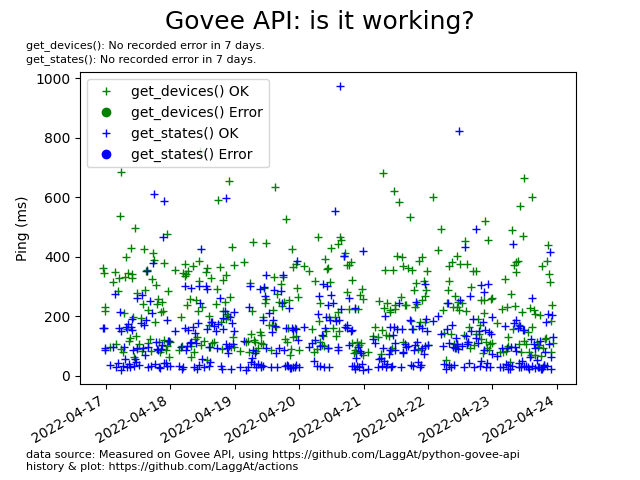 Govee API: is it working?
get_devices(): No recorded error in 7 days.
get_states(): No recorded error in 7 days.
1000
800
600
400
200
0
Ping (ms)
get_devices() OK
get_devices() Error
get_states() OK
get_states() Error
2022-04-17
2022-04-18
2022-04-19
2022-04-20
2022-04-21
2022-04-22
2022-04-23
2022-04-24
data source: Measured on Govee API, using https://github.com/LaggAt/python-govee-api
history & plot: https://github.com/LaggAt/actions